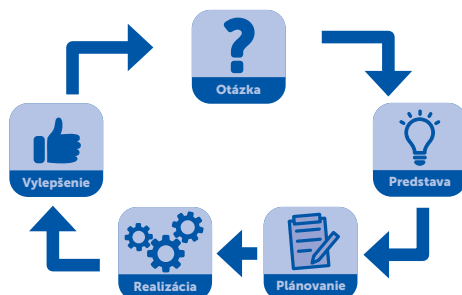 Otázka
Predstava
Plánovanie
Realizácia
Vylepšenie